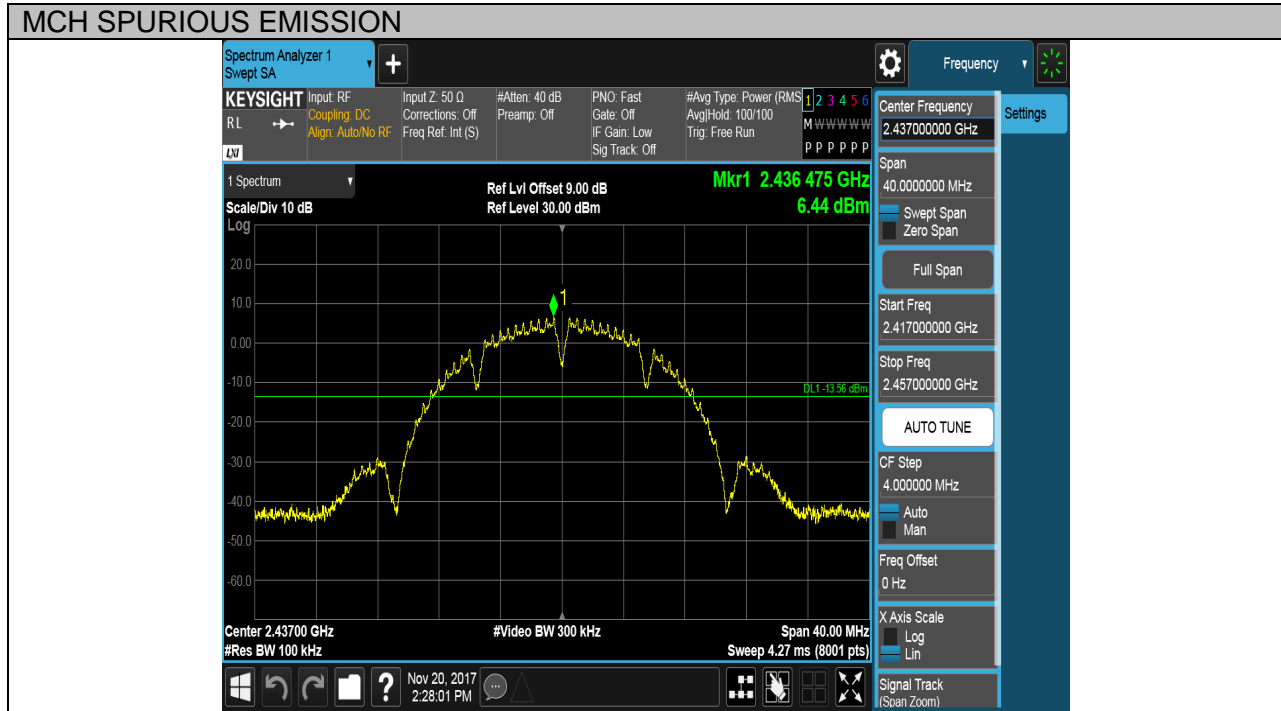 MCH SPURIOUS EMISSION
Spectrum Analyzer 1
Swept SA
+
Frequency
KEYSIGHT
RL
LXI
Input: RF
Coupling: DC
Align: Auto/No RF
Input Z: 50 Ω
Corrections: Off
Freq Ref: Int (S)
#Atten: 40 dB
Preamp: Off
PNO: Fast
Gate: Off
IF Gain: Low
Sig Track: Off
#Avg Type: Power (RMS
Avg|Hold: 100/100
Trig: Free Run
1 2 3 4 5 6
M W W W W W
P P P P P P
1 Spectrum
Scale/Div 10 dB
Log
Ref Lvl Offset 9.00 dB
Ref Level 30.00 dBm
Mkr1 2.436 475 GHz
6.44 dBm
20.0
10.0
0.00
-10.0
-20.0
-30.0
-40.0
-50.0
-60.0
1
DL1 -13.56 dBm
Center 2.43700 GHz
#Res BW 100 kHz
#Video BW 300 kHz
Span 40.00 MHz
Sweep 4.27 ms (8001 pts)
?
Nov 20, 2017
2:28:01 PM
Center Frequency
2.437000000 GHz
Settings
Span
40.0000000 MHz
Swept Span
Zero Span
Full Span
Start Freq
2.417000000 GHz
Stop Freq
2.457000000 GHz
AUTO TUNE
CF Step
4.000000 MHz
Auto
Man
Freq Offset
0 Hz
X Axis Scale
Log
Lin
Signal Track
(Span Zoom)